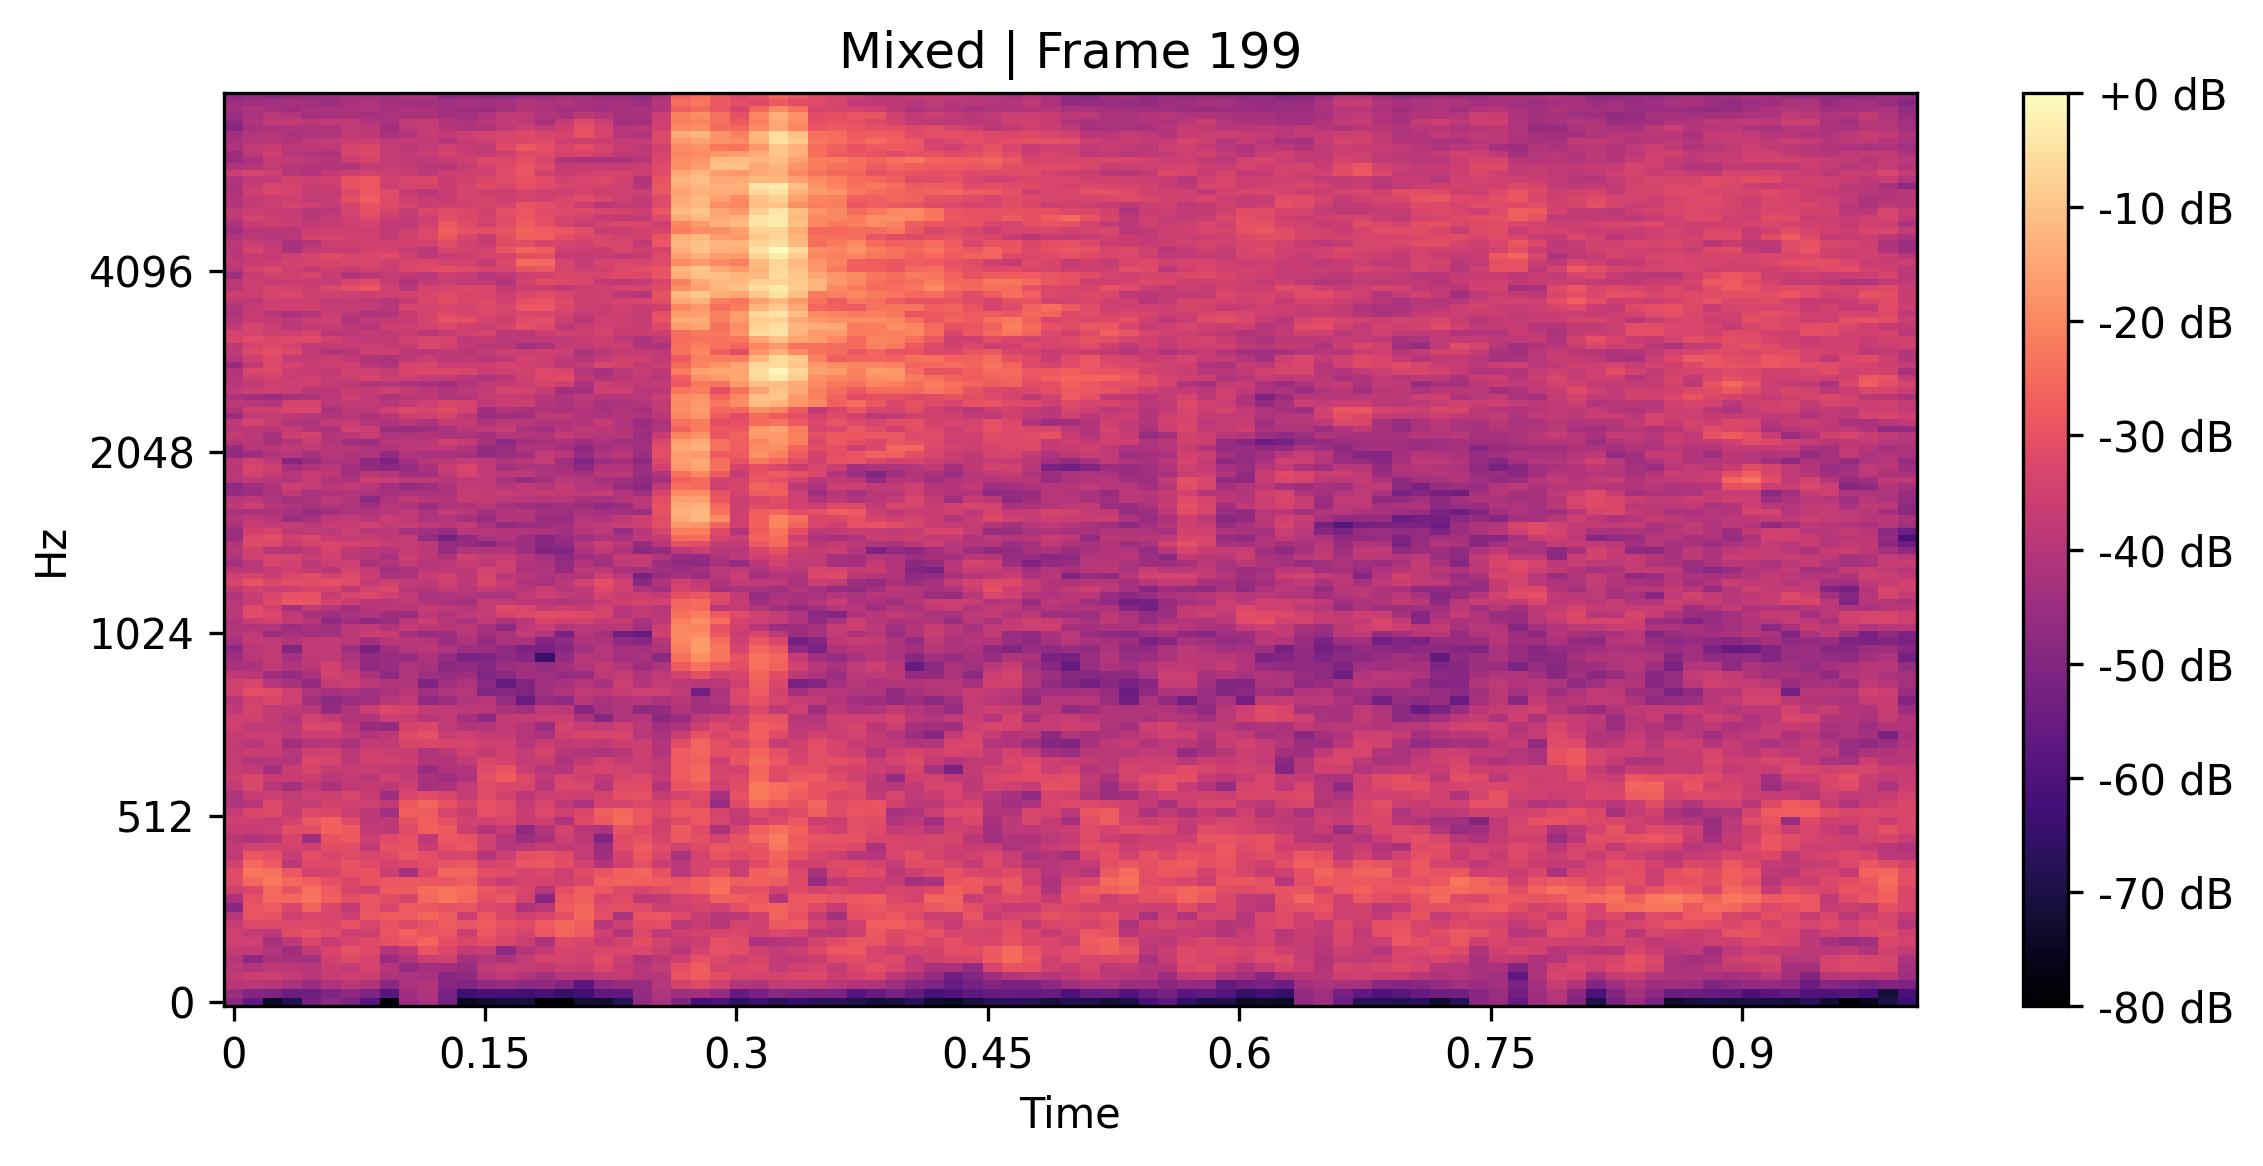 Mixed | Frame 199
Hz
4096
2048
1024
512
0
0 0.15 0.3 0.45 0.6 0.75 0.9
Time
+0 dB
-10 dB
-20 dB
-30 dB
-40 dB
-50 dB
-60 dB
-70 dB
-80 dB